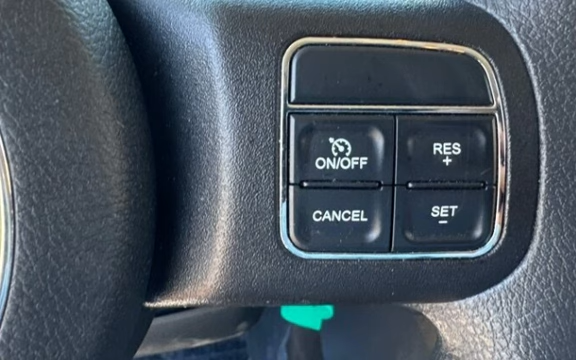 ON/OFF
RES
+
CANCEL
SET
-